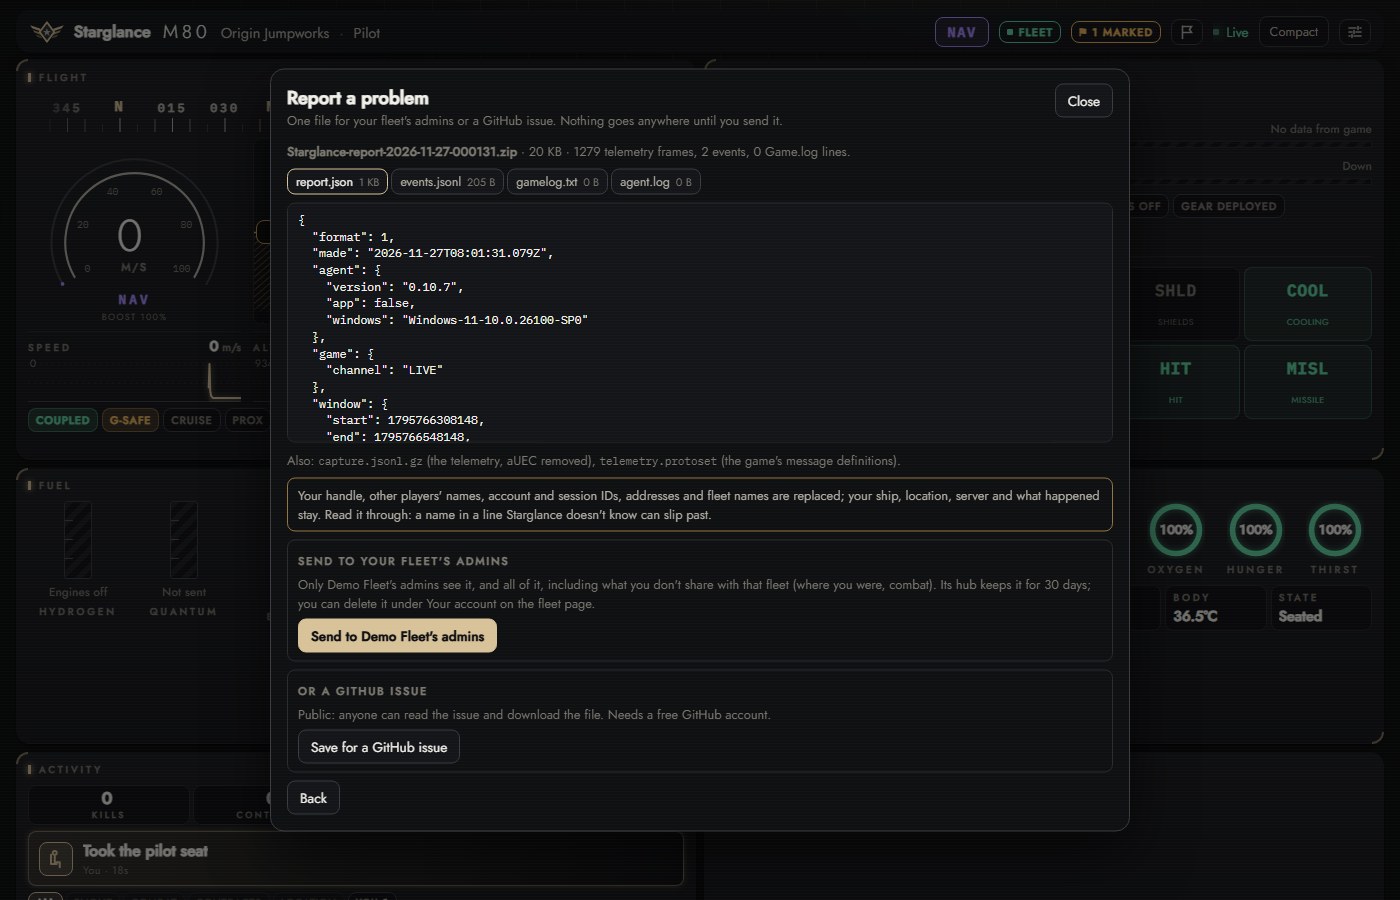 Starglance M80 Origin Jumpworks · Pilot
NAV FLEET 1 MARKED Live Compact
FLIGHT
345 N 015 030
20 40 60 80
0 100
0
M/S
NAV
BOOST 100%
SPEED 0 m/s
0
COUPLED G-SAFE CRUISE PROX
FUEL
Engines off
HYDROGEN
Not sent
QUANTUM
ACTIVITY
0
KILLS
Took the pilot seat
You · 18s
Report a problem
Close
One file for your fleet's admins or a GitHub issue. Nothing goes anywhere until you send it.
Starglance-report-2026-11-27-000131.zip · 20 KB · 1279 telemetry frames, 2 events, 0 Game.log lines.
report.json 1 KB events.jsonl 205 B gamelog.txt 0 B agent.log 0 B
{
"format": 1,
"made": "2026-11-27T08:01:31.079Z",
"agent": {
"version": "0.10.7",
"app": false,
"windows": "Windows-11-10.0.26100-SP0"
},
"game": {
"channel": "LIVE"
},
"window": {
"start": 1795766308148,
"end": 1795766548148,
Also: capture.jsonl.gz (the telemetry, aUEC removed), telemetry.protoset (the game's message definitions).
Your handle, other players' names, account and session IDs, addresses and fleet names are replaced; your ship, location, server and what happened
stay. Read it through: a name in a line Starglance doesn't know can slip past.
SEND TO YOUR FLEET'S ADMINS
Only Demo Fleet's admins see it, and all of it, including what you don't share with that fleet (where you were, combat). Its hub keeps it for 30 days;
you can delete it under Your account on the fleet page.
Send to Demo Fleet's admins
OR A GITHUB ISSUE
Public: anyone can read the issue and download the file. Needs a free GitHub account.
Save for a GitHub issue
Back
No data from game
Down
OFF GEAR DEPLOYED
SHLD
SHIELDS
COOL
COOLING
HIT
HIT
MISL
MISSILE
100% 100% 100%
OXYGEN HUNGER THIRST
BODY
36.5°C
STATE
Seated